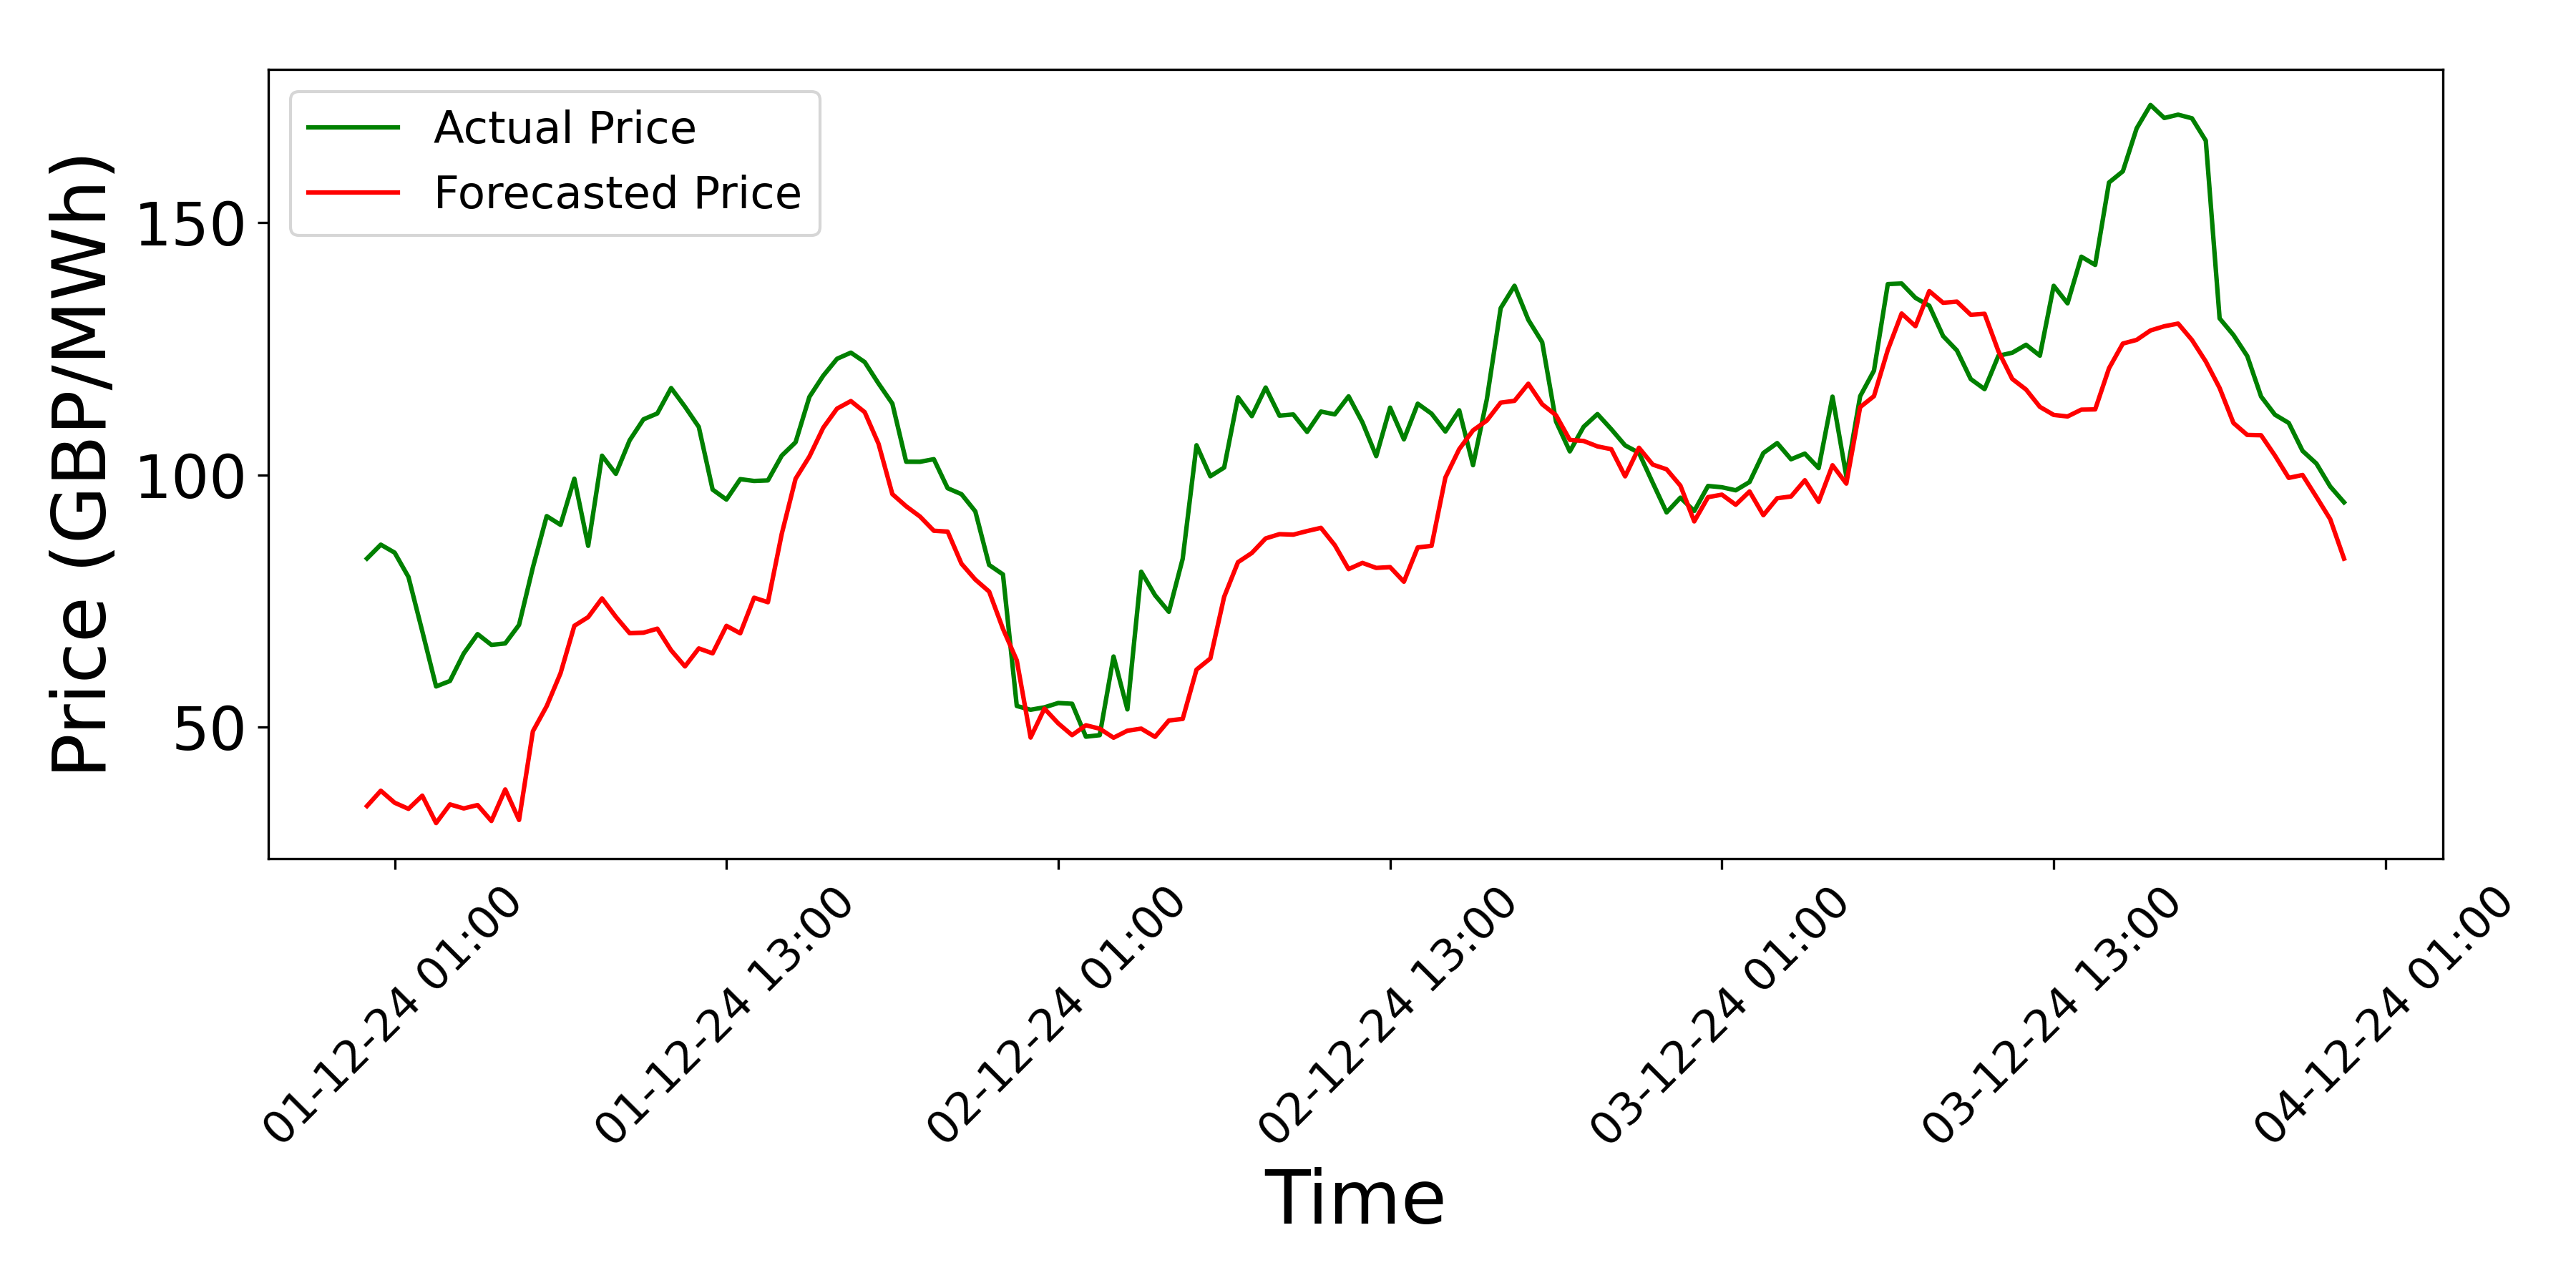 Actual Price
Forecasted Price
Price (GBP/MWh)
150
100
50
01-12-24 01:00
01-12-24 13:00
02-12-24 01:00
02-12-24 13:00
03-12-24 01:00
03-12-24 13:00
04-12-24 01:00
Time